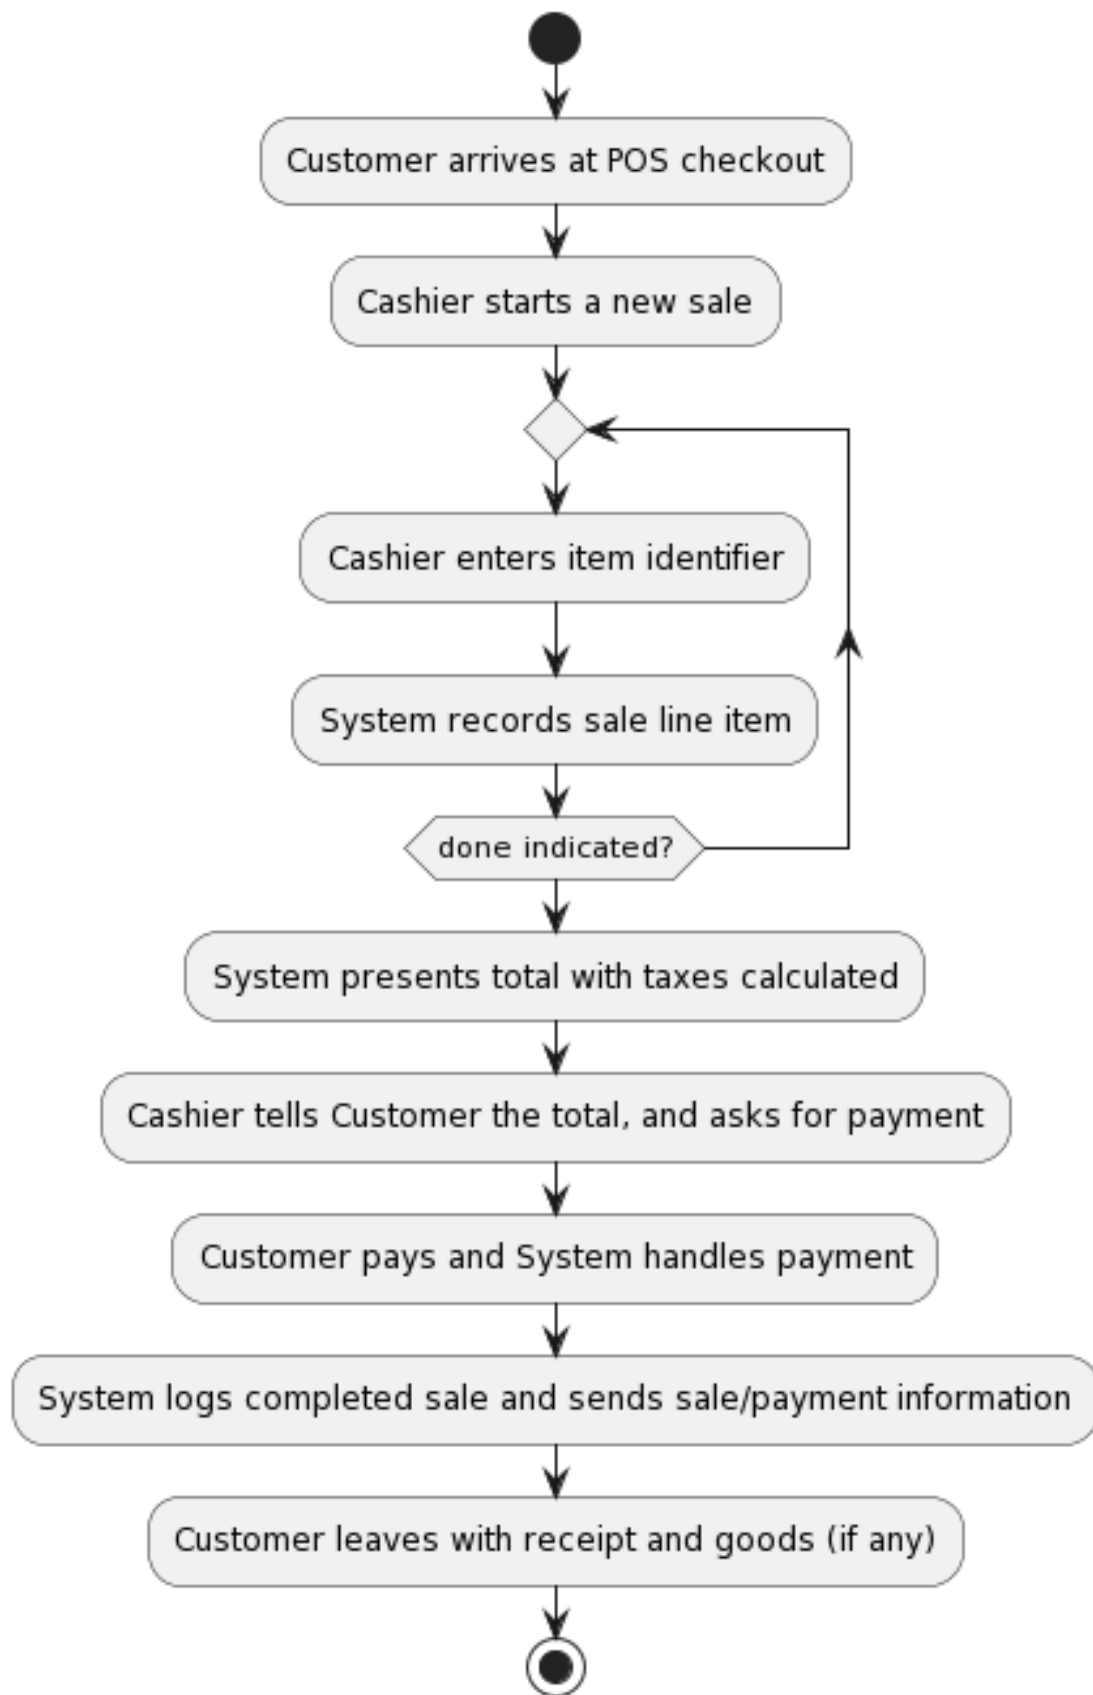 Customer arrives at POS checkout
Cashier starts a new sale
Cashier enters item identifier
System records sale line item
done indicated?
System presents total with taxes calculated
Cashier tells Customer the total, and asks for payment
Customer pays and System handles payment
System logs completed sale and sends sale/payment information
Customer leaves with receipt and goods (if any)